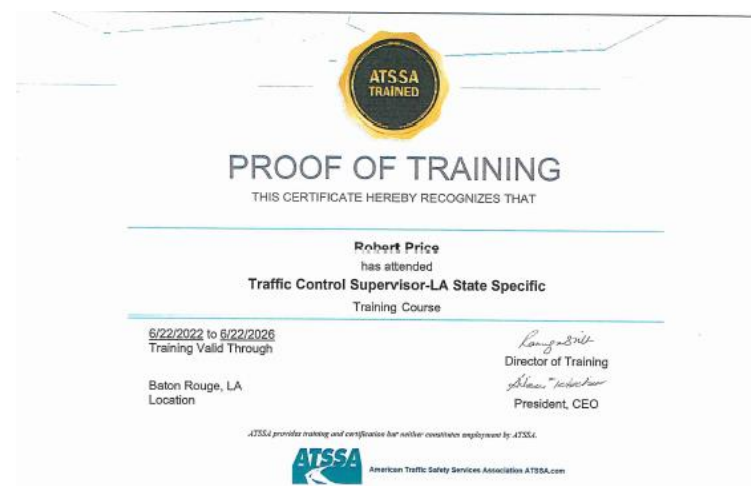 ATSSA
TRAINED
PROOF OF TRAINING
THIS CERTIFICATE HEREBY RECOGNIZES THAT
Robert Price
has attended
Traffic Control Supervisor-LA State Specific
Training Course
6/22/2022 to 6/22/2026
Training Valid Through
Director of Training
Baton Rouge, LA
Location
President, CEO
ATSSA provides training and certification but neither constitutes employment by ATSSA.
ATSSA
American Traffic Safety Services Association ATSSA.com